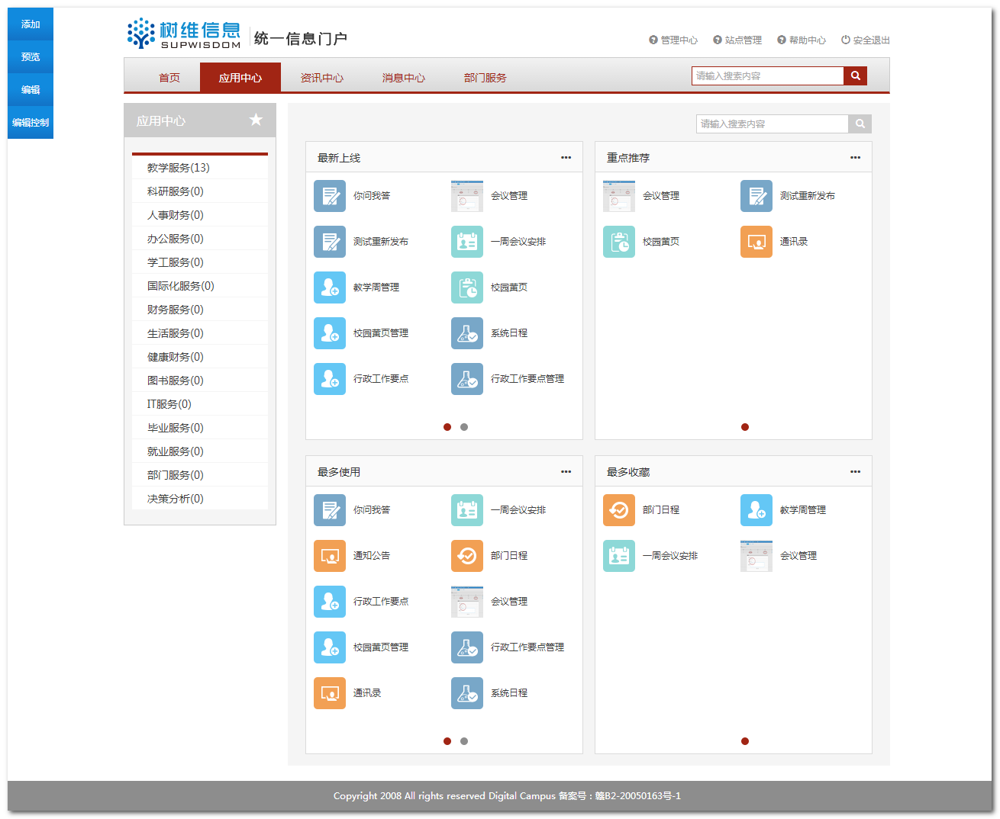 添加
预览
编辑
编辑控制
树维信息
SUPWISDOM
统一信息门户
管理中心 站点管理 帮助中心 安全退出
首页 应用中心 资讯中心 消息中心 部门服务
请输入搜索内容
应用中心
教学服务(13)
科研服务(0)
人事财务(0)
办公服务(0)
学工服务(0)
国际化服务(0)
财务服务(0)
生活服务(0)
健康财务(0)
图书服务(0)
IT服务(0)
毕业服务(0)
就业服务(0)
部门服务(0)
决策分析(0)
请输入搜索内容
最新上线
你问我答 会议管理
测试重新发布 一周会议安排
教学周管理 校园黄页
校园黄页管理 系统日程
行政工作要点 行政工作要点管理
重点推荐
会议管理 测试重新发布
校园黄页 通讯录
最多使用
你问我答 一周会议安排
通知公告 部门日程
行政工作要点 会议管理
校园黄页管理 行政工作要点管理
通讯录 系统日程
最多收藏
部门日程 教学周管理
一周会议安排 会议管理
Copyright 2008 All rights reserved Digital Campus 备案号：赣B2-20050163号-1